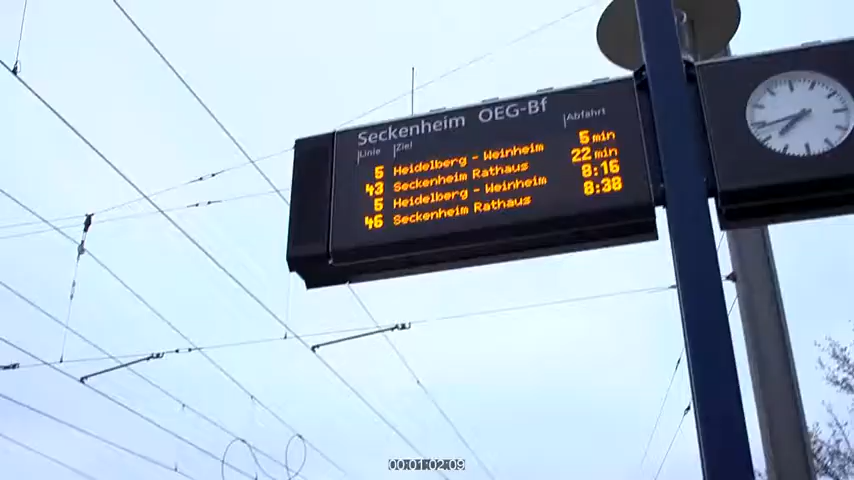 Seckenheim OEG-Bf
Linie Ziel Abfahrt
5 Heidelberg - Weinheim 5 min
43 Seckenheim Rathaus 22 min
5 Heidelberg - Weinheim 8:16
46 Seckenheim Rathaus 8:38
00:01:02:09